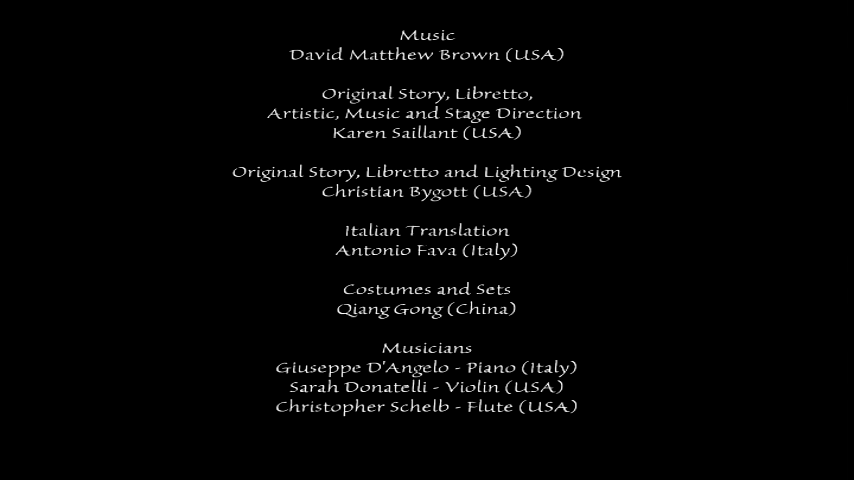 Music
David Matthew Brown (USA)
Original Story, Libretto,
Artistic, Music and Stage Direction
Karen Saillant (USA)
Original Story, Libretto and Lighting Design
Christian Bygott (USA)
Italian Translation
Antonio Fava (Italy)
Costumes and Sets
Qiang Gong (China)
Musicians
Giuseppe D'Angelo - Piano (Italy)
Sarah Donatelli - Violin (USA)
Christopher Schelb - Flute (USA)